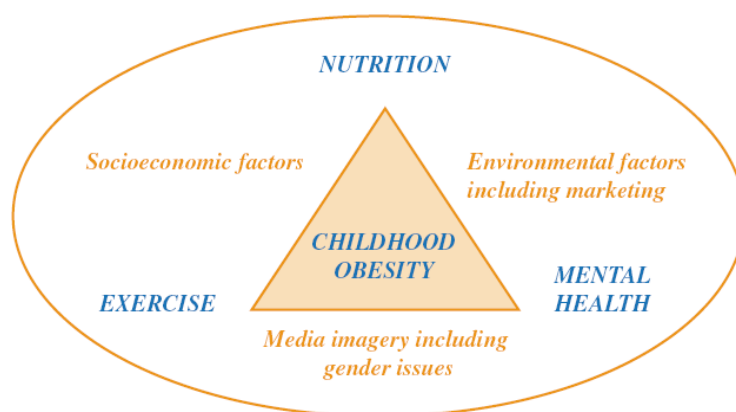 NUTRITION
Socioeconomic factors
Environmental factors
including marketing
CHILDHOOD
OBESITY
EXERCISE
MENTAL
HEALTH
Media imagery including
gender issues